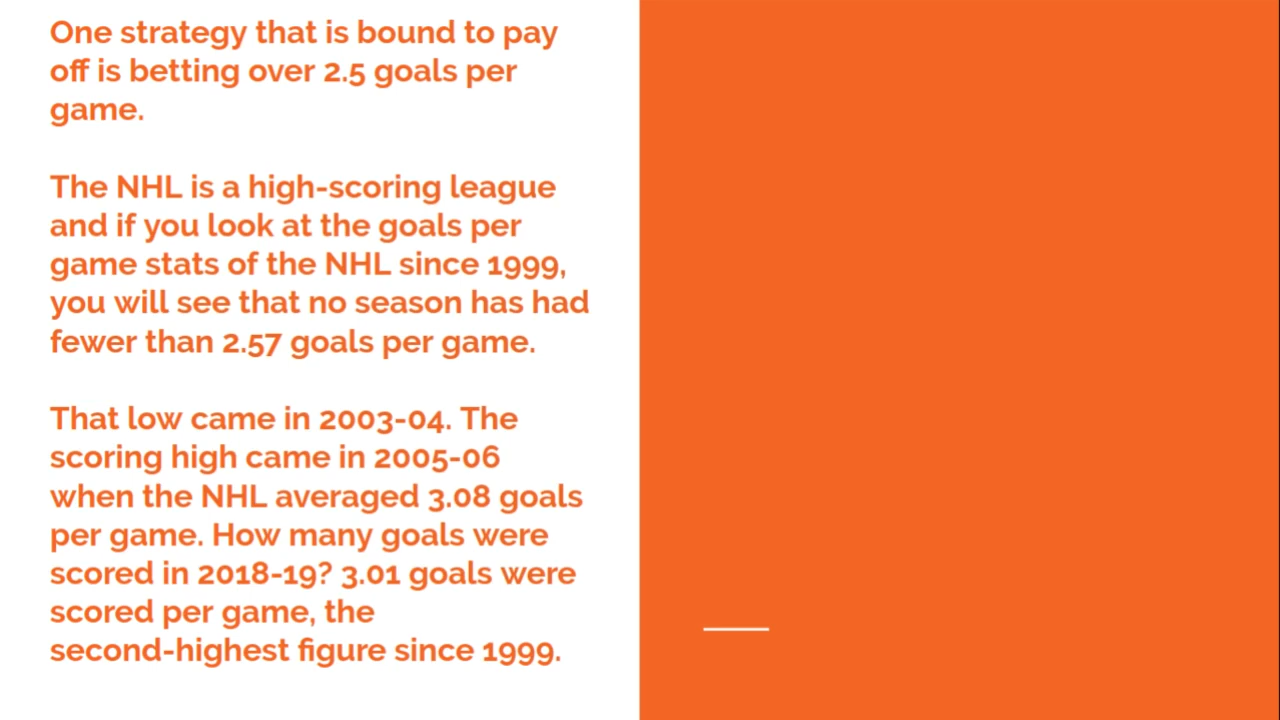 One strategy that is bound to pay
off is betting over 2.5 goals per
game.
The NHL is a high-scoring league
and if you look at the goals per
game stats of the NHL since 1999,
you will see that no season has had
fewer than 2.57 goals per game.
That low came in 2003-04. The
scoring high came in 2005-06
when the NHL averaged 3.08 goals
per game. How many goals were
scored in 2018-19? 3.01 goals were
scored per game, the
second-highest figure since 1999.